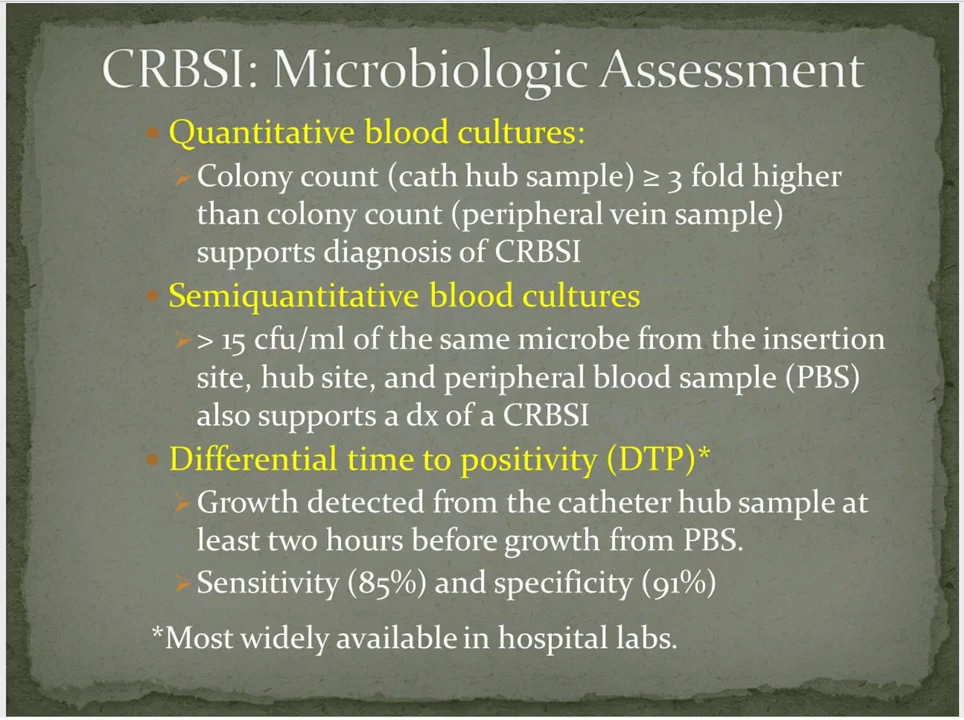 CRBSI: Microbiologic Assessment
• Quantitative blood cultures:
➢ Colony count (cath hub sample) ≥ 3 fold higher
than colony count (peripheral vein sample)
supports diagnosis of CRBSI
• Semiquantitative blood cultures
➢ > 15 cfu/ml of the same microbe from the insertion
site, hub site, and peripheral blood sample (PBS)
also supports a dx of a CRBSI
• Differential time to positivity (DTP)*
➢ Growth detected from the catheter hub sample at
least two hours before growth from PBS.
➢ Sensitivity (85%) and specificity (91%)
*Most widely available in hospital labs.